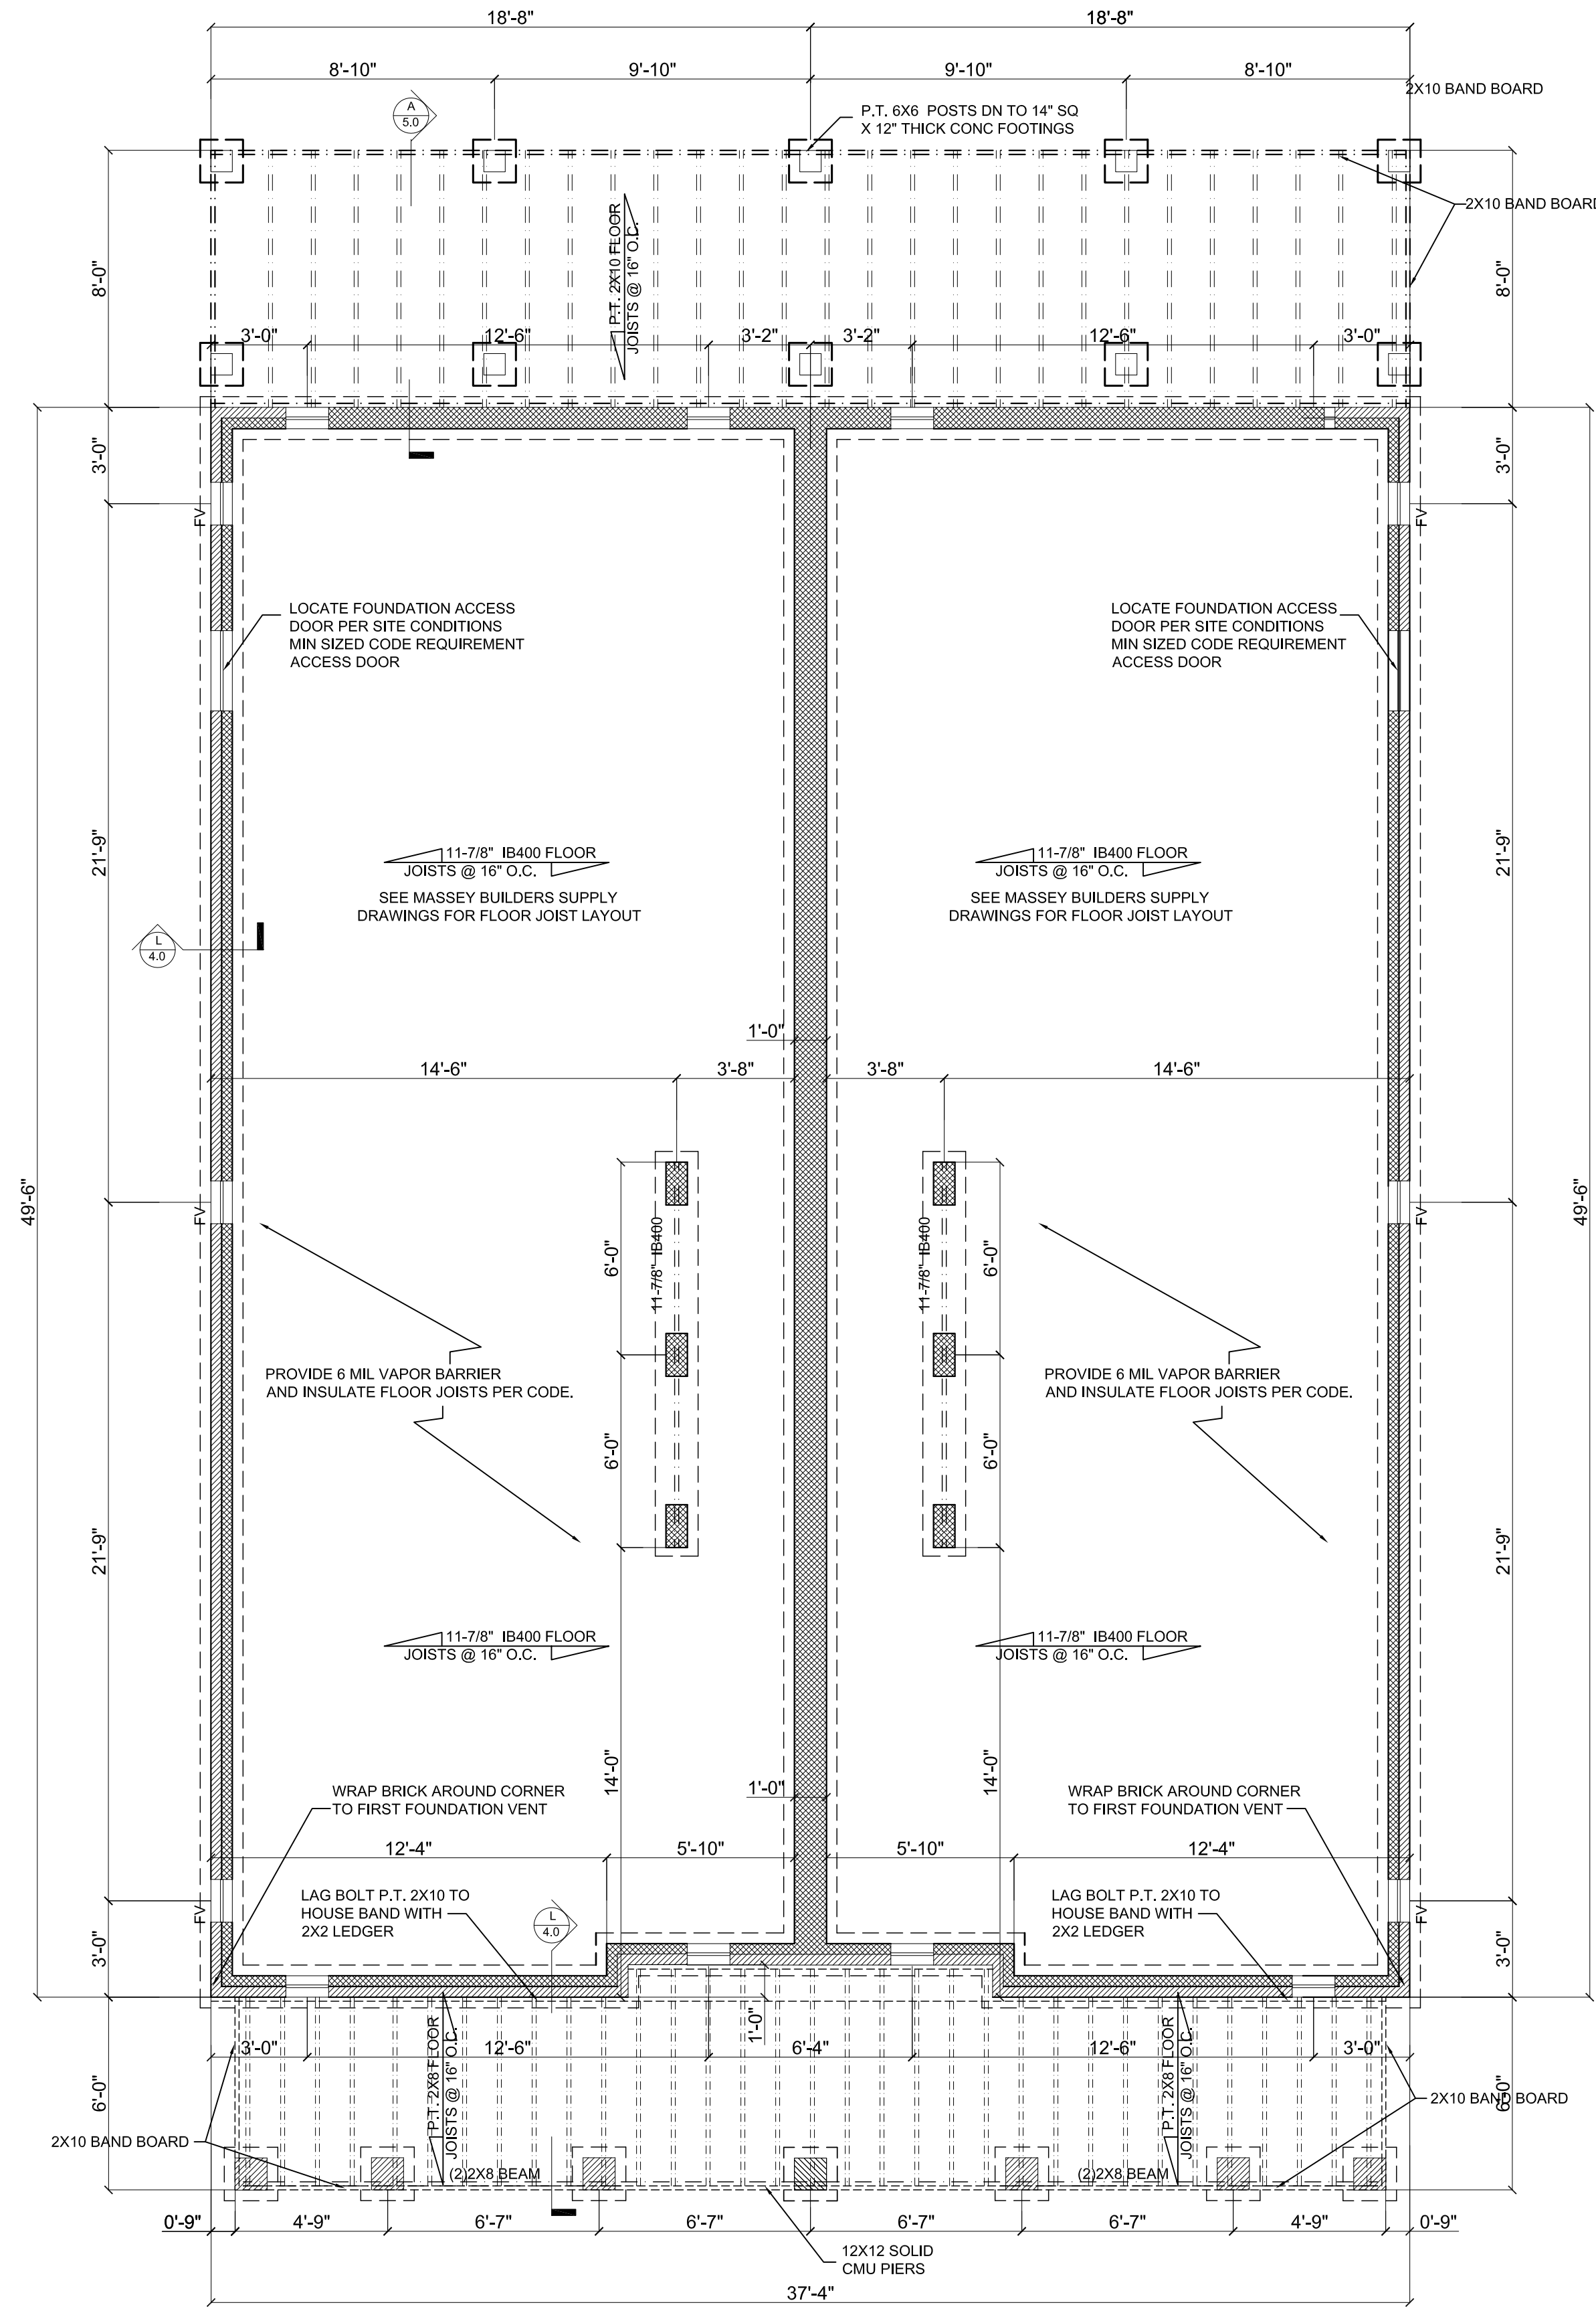 18'-8"
18'-8"
8'-10"
9'-10"
9'-10"
8'-10"
2X10 BAND BOARD
A
5.0
P.T. 6X6 POSTS DN TO 14" SQ
X 12" THICK CONC FOOTINGS
2X10 BAND BOARD
8'-0"
8'-0"
P.T. 2X10 FLOOR
JOISTS @ 16" O.C.
3'-0"
12'-6"
3'-2"
3'-2"
12'-6"
3'-0"
3'-0"
3'-0"
FV
FV
LOCATE FOUNDATION ACCESS
DOOR PER SITE CONDITIONS
MIN SIZED CODE REQUIREMENT
ACCESS DOOR
LOCATE FOUNDATION ACCESS
DOOR PER SITE CONDITIONS
MIN SIZED CODE REQUIREMENT
ACCESS DOOR
21'-9"
21'-9"
11-7/8" IB400 FLOOR
JOISTS @ 16" O.C.
SEE MASSEY BUILDERS SUPPLY
DRAWINGS FOR FLOOR JOIST LAYOUT
11-7/8" IB400 FLOOR
JOISTS @ 16" O.C.
SEE MASSEY BUILDERS SUPPLY
DRAWINGS FOR FLOOR JOIST LAYOUT
L
4.0
1'-0"
14'-6"
3'-8"
3'-8"
14'-6"
49'-6"
49'-6"
FV
FV
6'-0"
11-7/8" IB400
11-7/8" IB400
6'-0"
PROVIDE 6 MIL VAPOR BARRIER
AND INSULATE FLOOR JOISTS PER CODE.
PROVIDE 6 MIL VAPOR BARRIER
AND INSULATE FLOOR JOISTS PER CODE.
6'-0"
6'-0"
21'-9"
21'-9"
11-7/8" IB400 FLOOR
JOISTS @ 16" O.C.
11-7/8" IB400 FLOOR
JOISTS @ 16" O.C.
14'-0"
14'-0"
1'-0"
WRAP BRICK AROUND CORNER
TO FIRST FOUNDATION VENT
WRAP BRICK AROUND CORNER
TO FIRST FOUNDATION VENT
12'-4"
5'-10"
5'-10"
12'-4"
LAG BOLT P.T. 2X10 TO
HOUSE BAND WITH
2X2 LEDGER
L
4.0
LAG BOLT P.T. 2X10 TO
HOUSE BAND WITH
2X2 LEDGER
FV
FV
3'-0"
3'-0"
1'-0"
3'-0"
12'-6"
6'-4"
12'-6"
3'-0"
P.T. 2X8 FLOOR
JOISTS @ 16" O.C.
P.T. 2X8 FLOOR
JOISTS @ 16" O.C.
6'-0"
6'-0"
2X10 BAND BOARD
2X10 BAND BOARD
(2)2X8 BEAM
(2)2X8 BEAM
0'-9"
4'-9"
6'-7"
6'-7"
6'-7"
6'-7"
4'-9"
0'-9"
12X12 SOLID
CMU PIERS
37'-4"